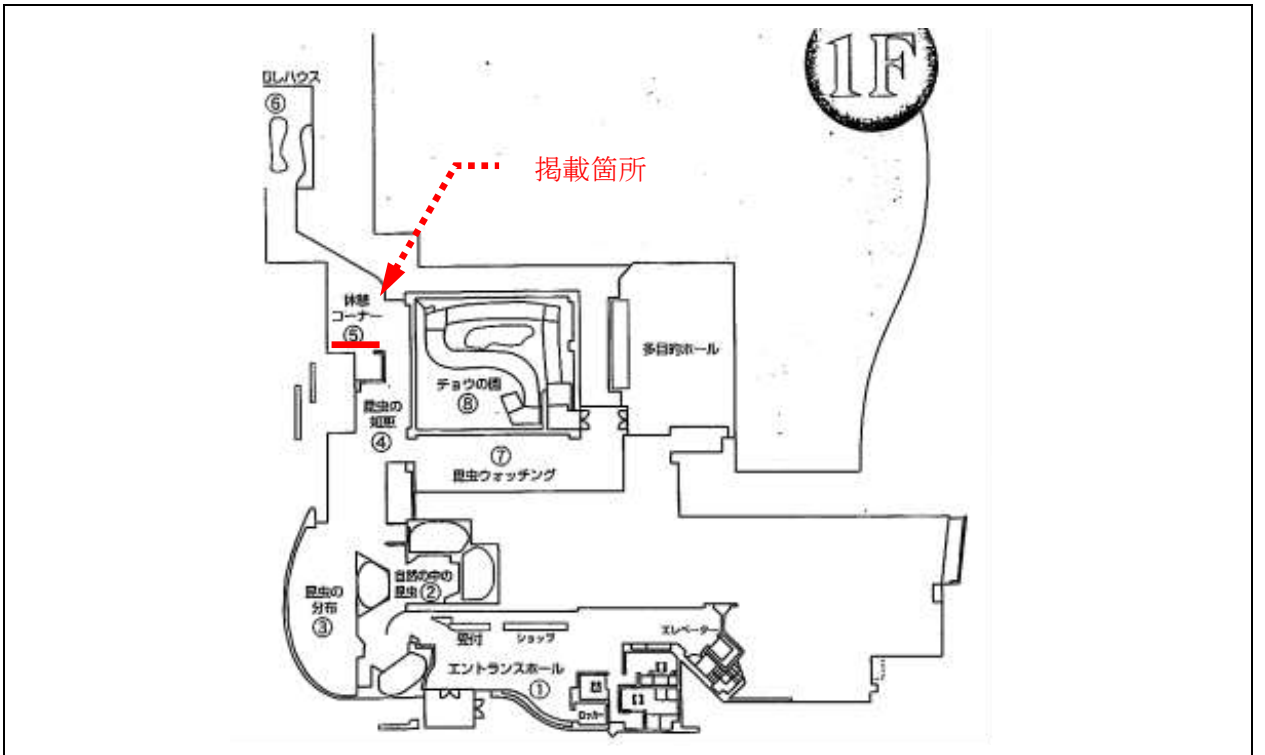 1F
むしハウス
⑥
掲載箇所
休憩
コーナー
⑤
多目的ホール
チョウの園
⑧
昆虫の
知恵
④
⑦
昆虫ウォッチング
自然の中の
昆虫②
昆虫の
分布
③
受付
ショップ
エレベーター
エントランスホール
①
ロッカー